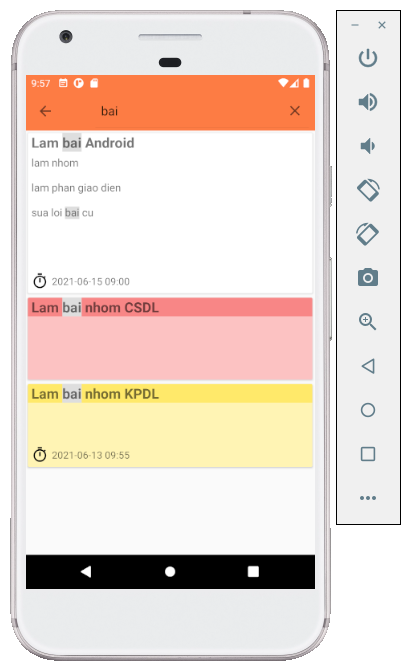 9:57
bai
Lam bai Android
lam nhom
lam phan giao dien
sua loi bai cu
2021-06-15 09:00
Lam bai nhom CSDL
Lam bai nhom KPDL
2021-06-13 09:55